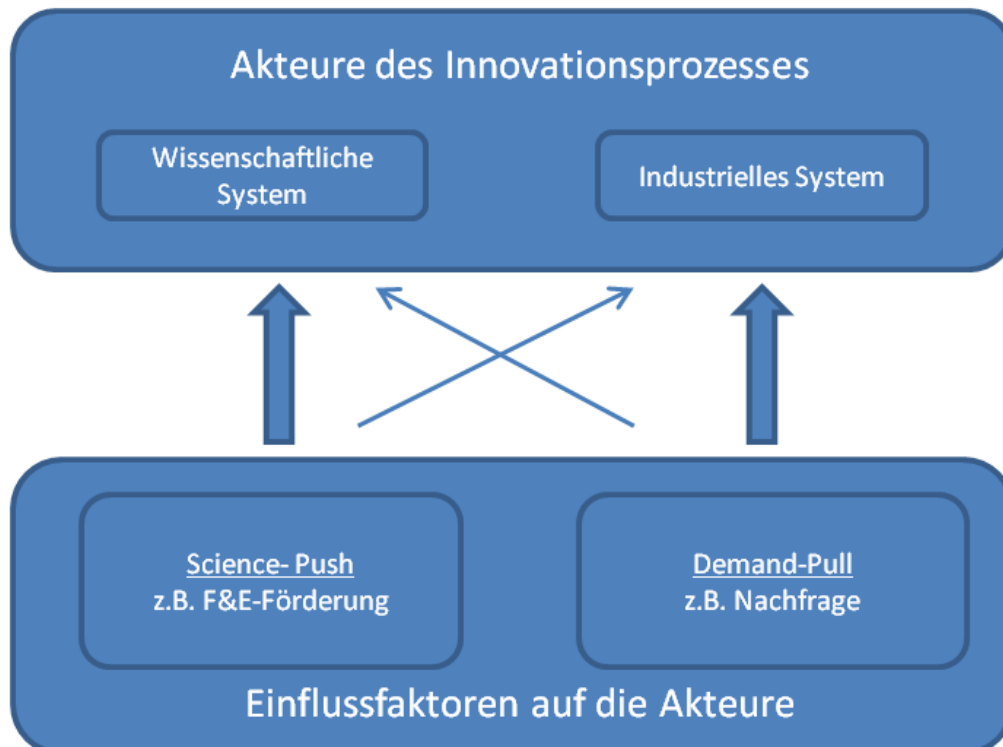 Akteure des Innovationsprozesses
Wissenschaftliche
System
Industrielles System
Science- Push
z.B. F&E-Förderung
Demand-Pull
z.B. Nachfrage
Einflussfaktoren auf die Akteure